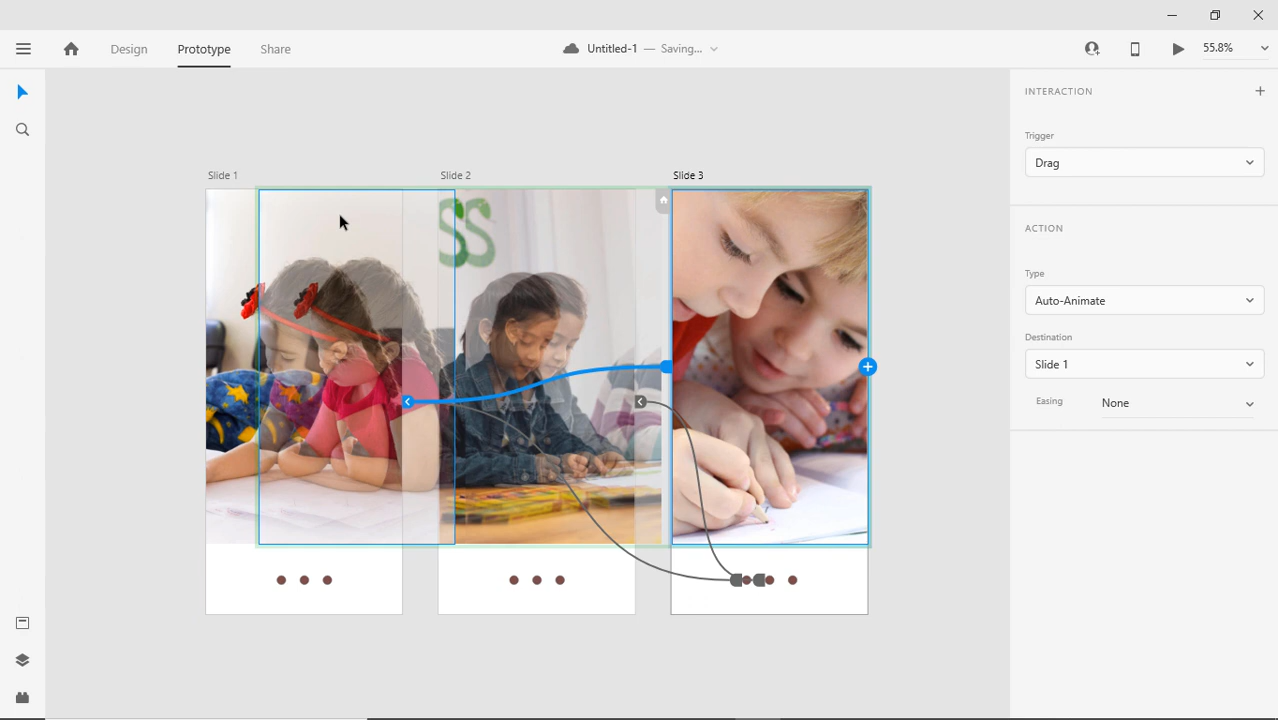 Design
Prototype
Share
Untitled-1 — Saving...
55.8%
INTERACTION
Trigger
Drag
ACTION
Type
Auto-Animate
Destination
Slide 1
Easing
None
Slide 1
Slide 2
Slide 3
SS